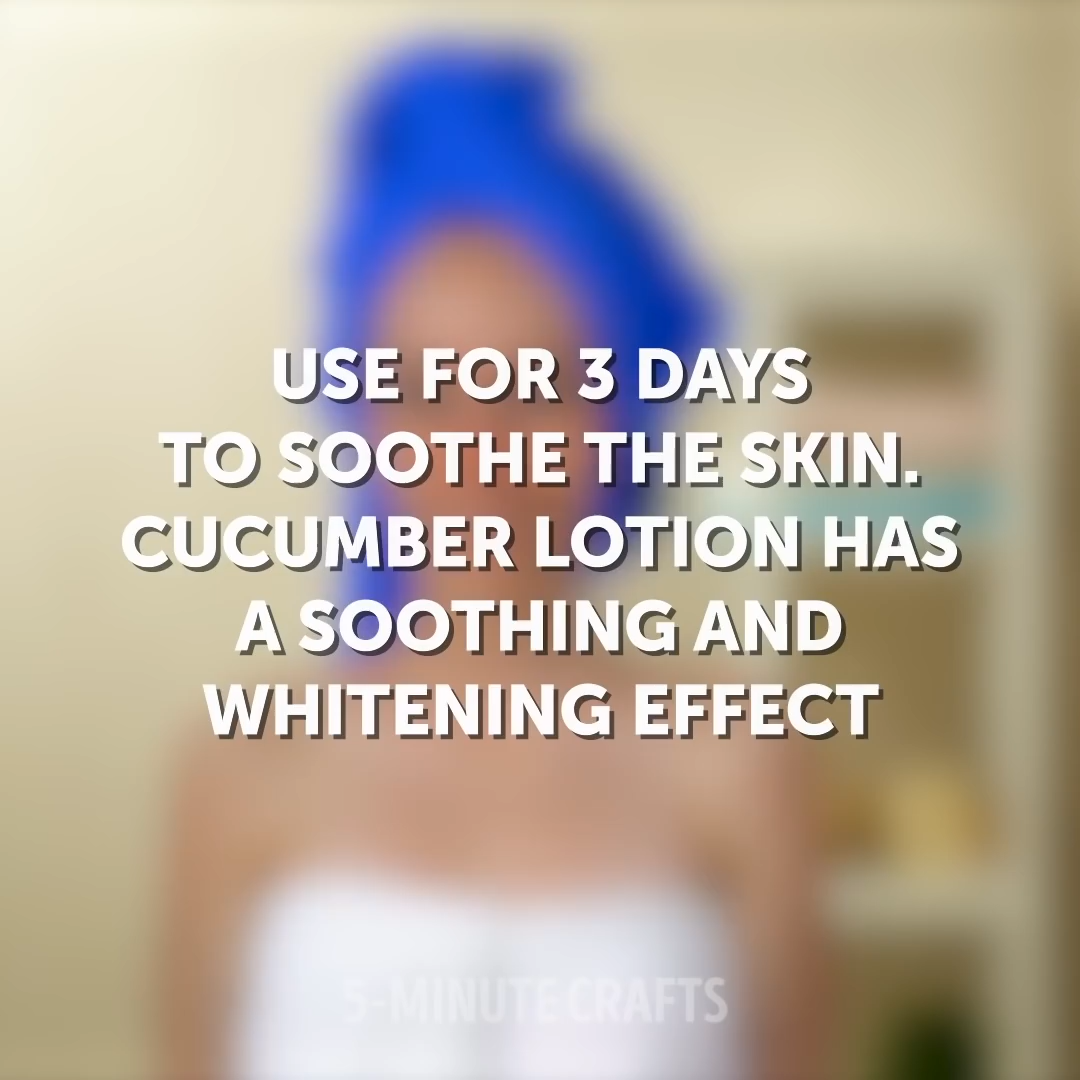 USE FOR 3 DAYS
TO SOOTHE THE SKIN.
CUCUMBER LOTION HAS
A SOOTHING AND
WHITENING EFFECT
5-MINUTE CRAFTS